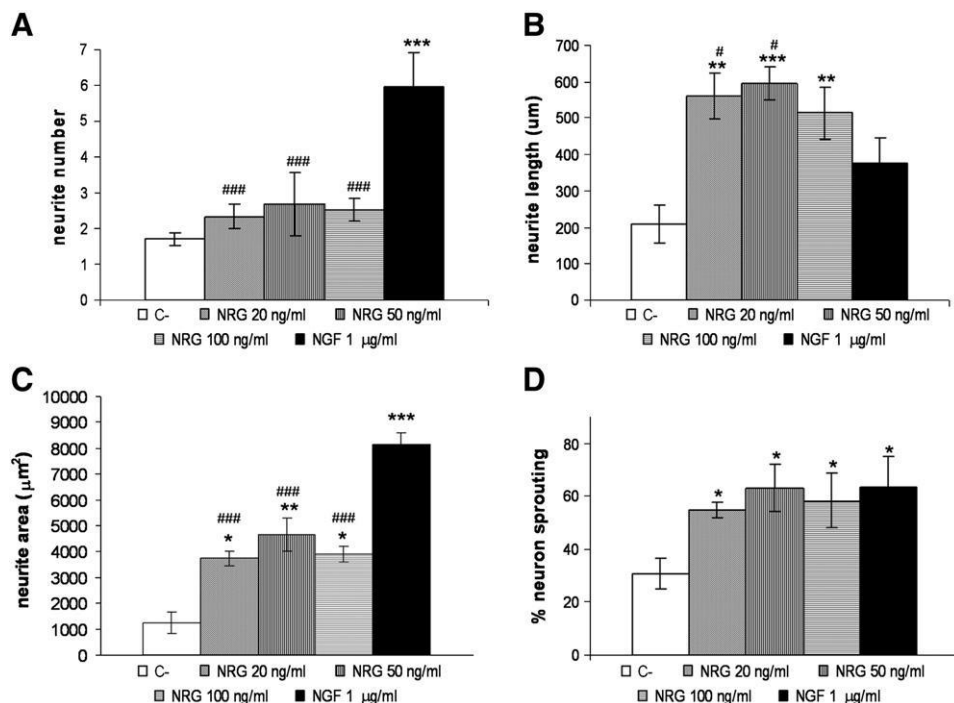 A
7
6
5
4
3
2
1
0
neurite number
###
###
###
***
C- NRG 20 ng/ml NRG 50 ng/ml
NRG 100 ng/ml NGF 1 µg/ml
B
700
600
500
400
300
200
100
0
neurite length (um)
# #
** *** **
C- NRG 20 ng/ml NRG 50 ng/ml
NRG 100 ng/ml NGF 1 µg/ml
C
10000
9000
8000
7000
6000
5000
4000
3000
2000
1000
0
neurite area (µm²)
***
### ### ###
* ** *
C- NRG 20 ng/ml NRG 50 ng/ml
NRG 100 ng/ml NGF 1 µg/ml
D
80
60
40
20
0
% neuron sprouting
* * * *
C- NRG 20 ng/ml NRG 50 ng/ml
NRG 100 ng/ml NGF 1 µg/ml